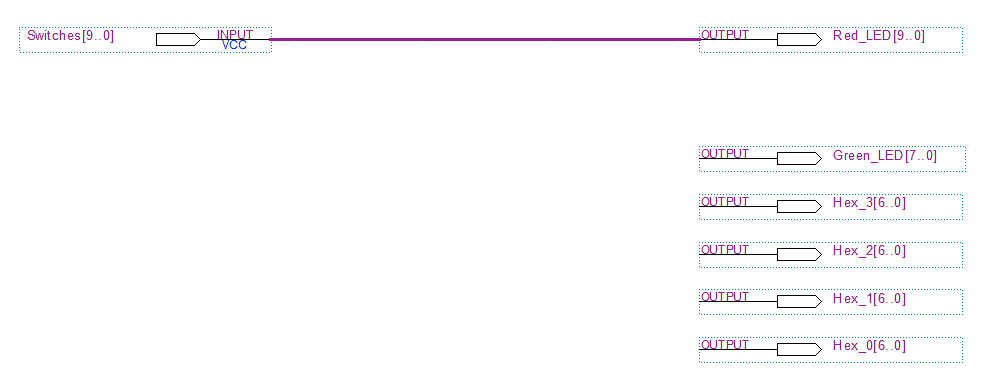 Switches[9..0] INPUT OUTPUT Red_LED[9..0]
VCC
OUTPUT Green_LED[7..0]
OUTPUT Hex_3[6..0]
OUTPUT Hex_2[6..0]
OUTPUT Hex_1[6..0]
OUTPUT Hex_0[6..0]